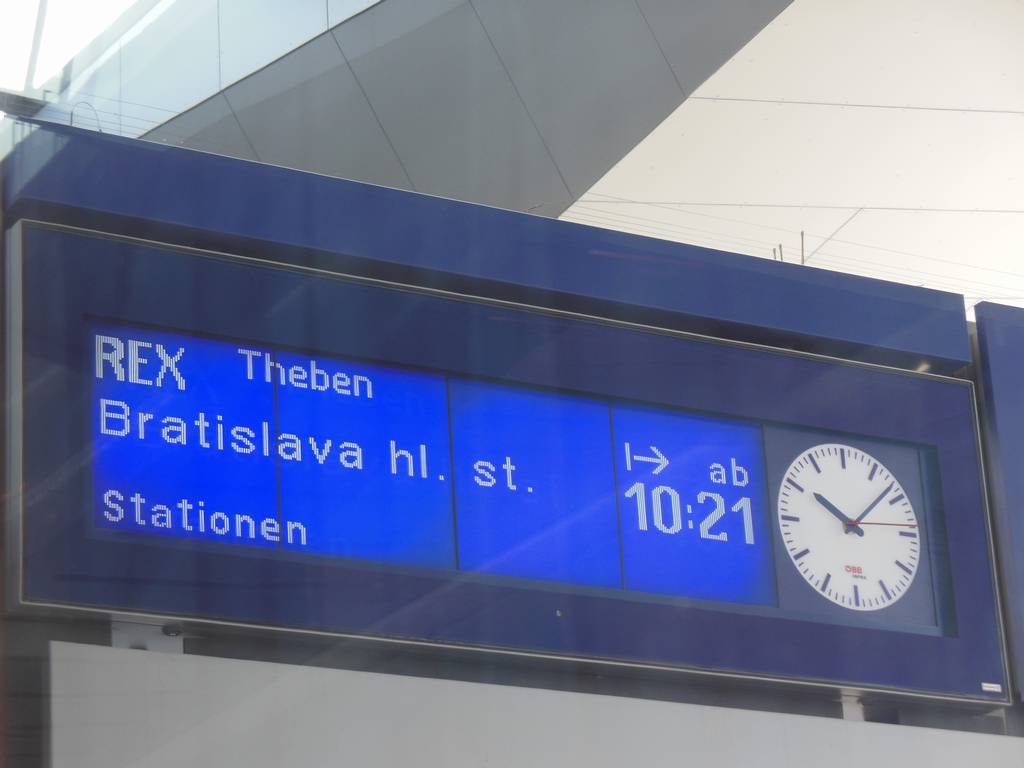 REX Theben
Bratislava hl. st.
Stationen
ab
10:21
ÖBB